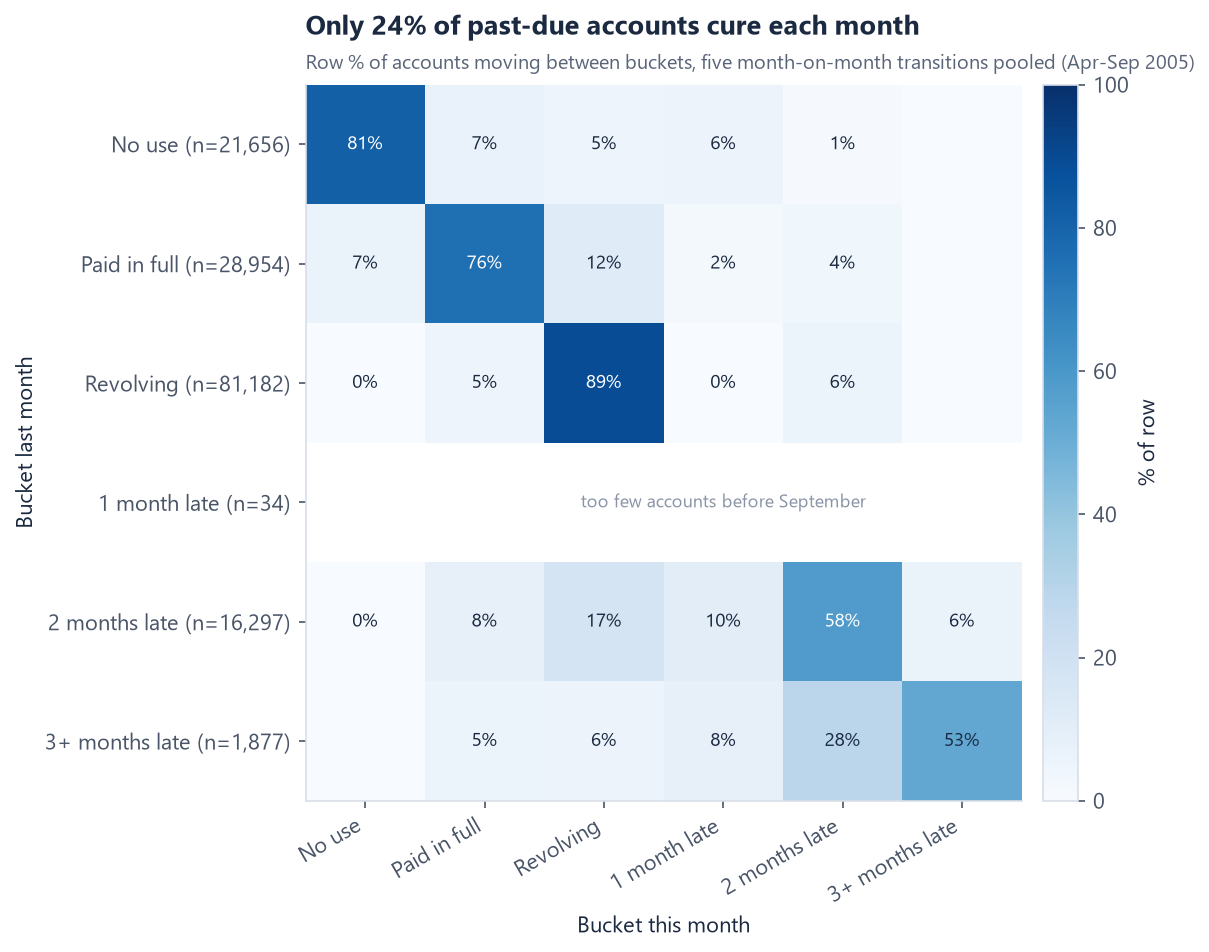 Only 24% of past-due accounts cure each month
Row % of accounts moving between buckets, five month-on-month transitions pooled (Apr-Sep 2005)
No use (n=21,656) 81% 7% 5% 6% 1%
Paid in full (n=28,954) 7% 76% 12% 2% 4%
Revolving (n=81,182) 0% 5% 89% 0% 6%
1 month late (n=34) too few accounts before September
2 months late (n=16,297) 0% 8% 17% 10% 58% 6%
3+ months late (n=1,877) 5% 6% 8% 28% 53%
Bucket last month
No use Paid in full Revolving 1 month late 2 months late 3+ months late
Bucket this month
100
80
60
40
20
0
% of row